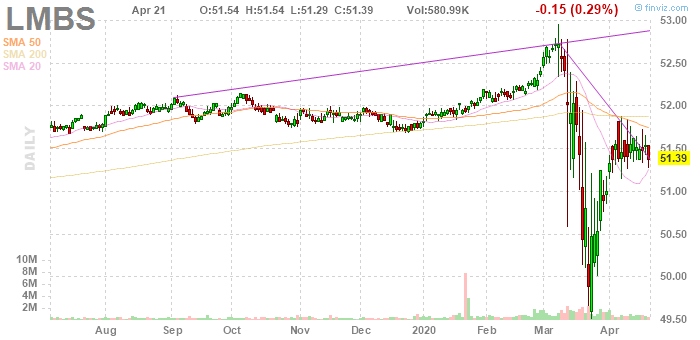 LMBS
Apr 21 O:51.54 H:51.54 L:51.29 C:51.39 Vol:580.99K -0.15 (0.29%)
© finviz.com
SMA 50
SMA 200
SMA 20
DAILY
53.00
52.50
52.00
51.50
51.39
51.00
50.50
50.00
49.50
10M
8M
6M
4M
2M
Aug Sep Oct Nov Dec 2020 Feb Mar Apr